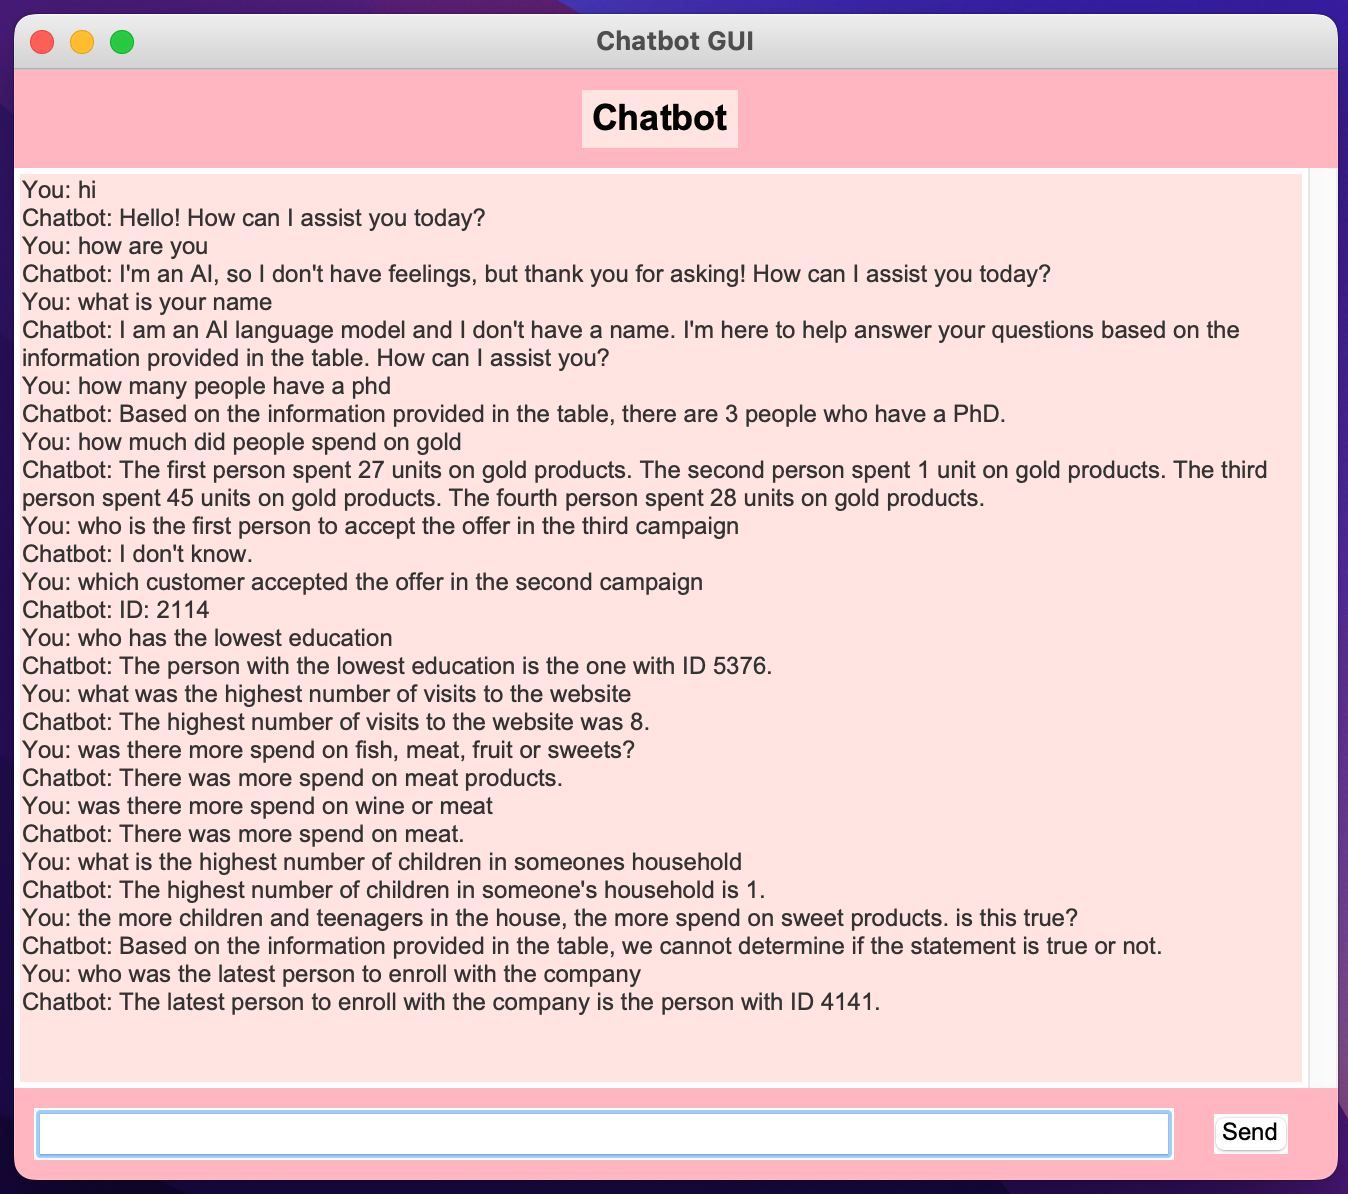 Chatbot GUI
Chatbot
You: hi
Chatbot: Hello! How can I assist you today?
You: how are you
Chatbot: I'm an AI, so I don't have feelings, but thank you for asking! How can I assist you today?
You: what is your name
Chatbot: I am an AI language model and I don't have a name. I'm here to help answer your questions based on the
information provided in the table. How can I assist you?
You: how many people have a phd
Chatbot: Based on the information provided in the table, there are 3 people who have a PhD.
You: how much did people spend on gold
Chatbot: The first person spent 27 units on gold products. The second person spent 1 unit on gold products. The third
person spent 45 units on gold products. The fourth person spent 28 units on gold products.
You: who is the first person to accept the offer in the third campaign
Chatbot: I don't know.
You: which customer accepted the offer in the second campaign
Chatbot: ID: 2114
You: who has the lowest education
Chatbot: The person with the lowest education is the one with ID 5376.
You: what was the highest number of visits to the website
Chatbot: The highest number of visits to the website was 8.
You: was there more spend on fish, meat, fruit or sweets?
Chatbot: There was more spend on meat products.
You: was there more spend on wine or meat
Chatbot: There was more spend on meat.
You: what is the highest number of children in someones household
Chatbot: The highest number of children in someone's household is 1.
You: the more children and teenagers in the house, the more spend on sweet products. is this true?
Chatbot: Based on the information provided in the table, we cannot determine if the statement is true or not.
You: who was the latest person to enroll with the company
Chatbot: The latest person to enroll with the company is the person with ID 4141.
Send